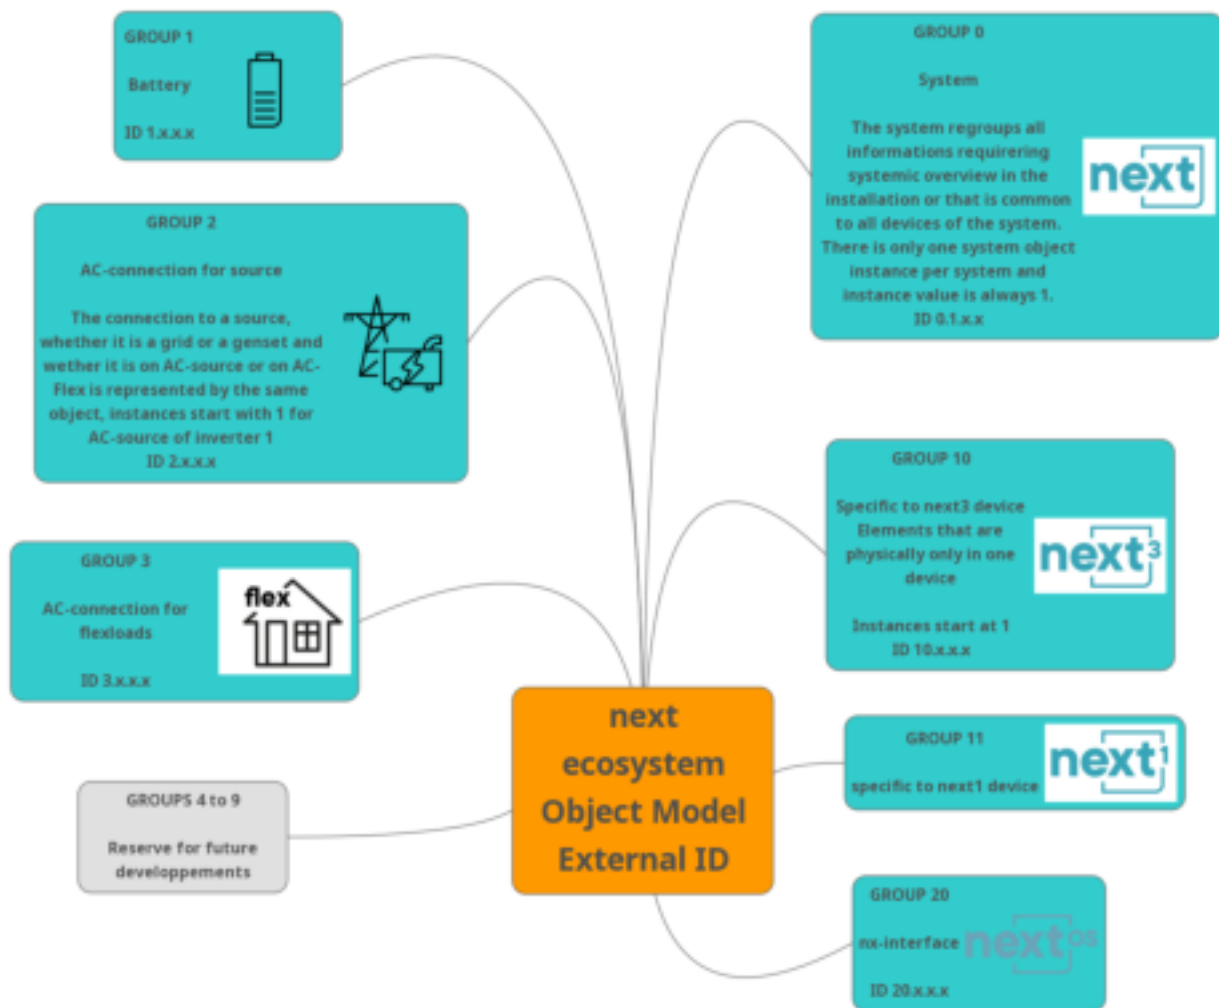 GROUP 1
Battery
ID 1.x.x.x
GROUP 2
AC-connection for source
The connection to a source,
whether it is a grid or a genset and
wether it is on AC-source or on AC-
Flex is represented by the same
object, instances start with 1 for
AC-source of inverter 1
ID 2.x.x.x
GROUP 3
AC-connection for
flexloads
ID 3.x.x.x
flex
GROUPS 4 to 9
Reserve for future
developpements
next
ecosystem
Object Model
External ID
GROUP 0
System
The system regroups all
informations requirering
systemic overview in the
installation or that is common
to all devices of the system.
There is only one system object
instance per system and
instance value is always 1.
ID 0.1.x.x
next
GROUP 10
Specific to next3 device
Elements that are
physically only in one
device
Instances start at 1
ID 10.x.x.x
next3
GROUP 11
specific to next1 device
next1
GROUP 20
nx-interface
ID 20.x.x.x
nextOS